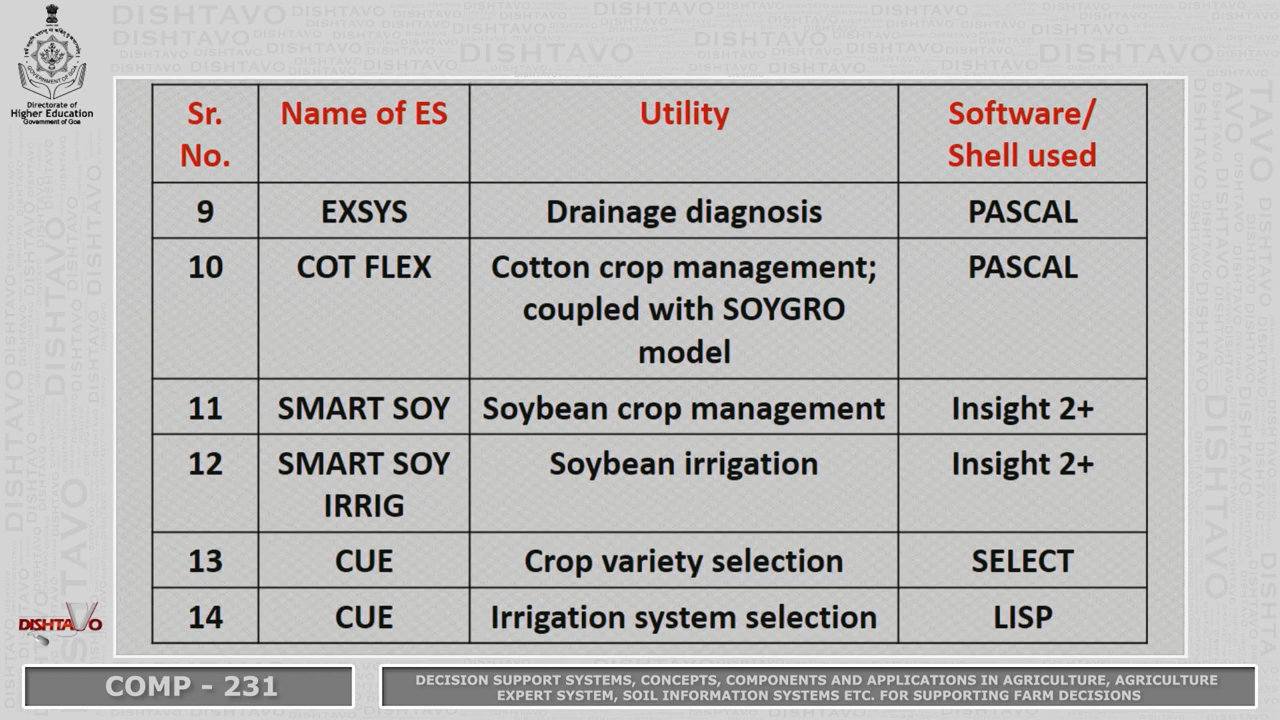 Directorate of
Higher Education
Government of Goa
Sr. No. Name of ES Utility Software/ Shell used
9 EXSYS Drainage diagnosis PASCAL
10 COT FLEX Cotton crop management; coupled with SOYGRO model PASCAL
11 SMART SOY Soybean crop management Insight 2+
12 SMART SOY IRRIG Soybean irrigation Insight 2+
13 CUE Crop variety selection SELECT
14 CUE Irrigation system selection LISP
DISHTAVO
COMP - 231
DECISION SUPPORT SYSTEMS, CONCEPTS, COMPONENTS AND APPLICATIONS IN AGRICULTURE, AGRICULTURE
EXPERT SYSTEM, SOIL INFORMATION SYSTEMS ETC. FOR SUPPORTING FARM DECISIONS